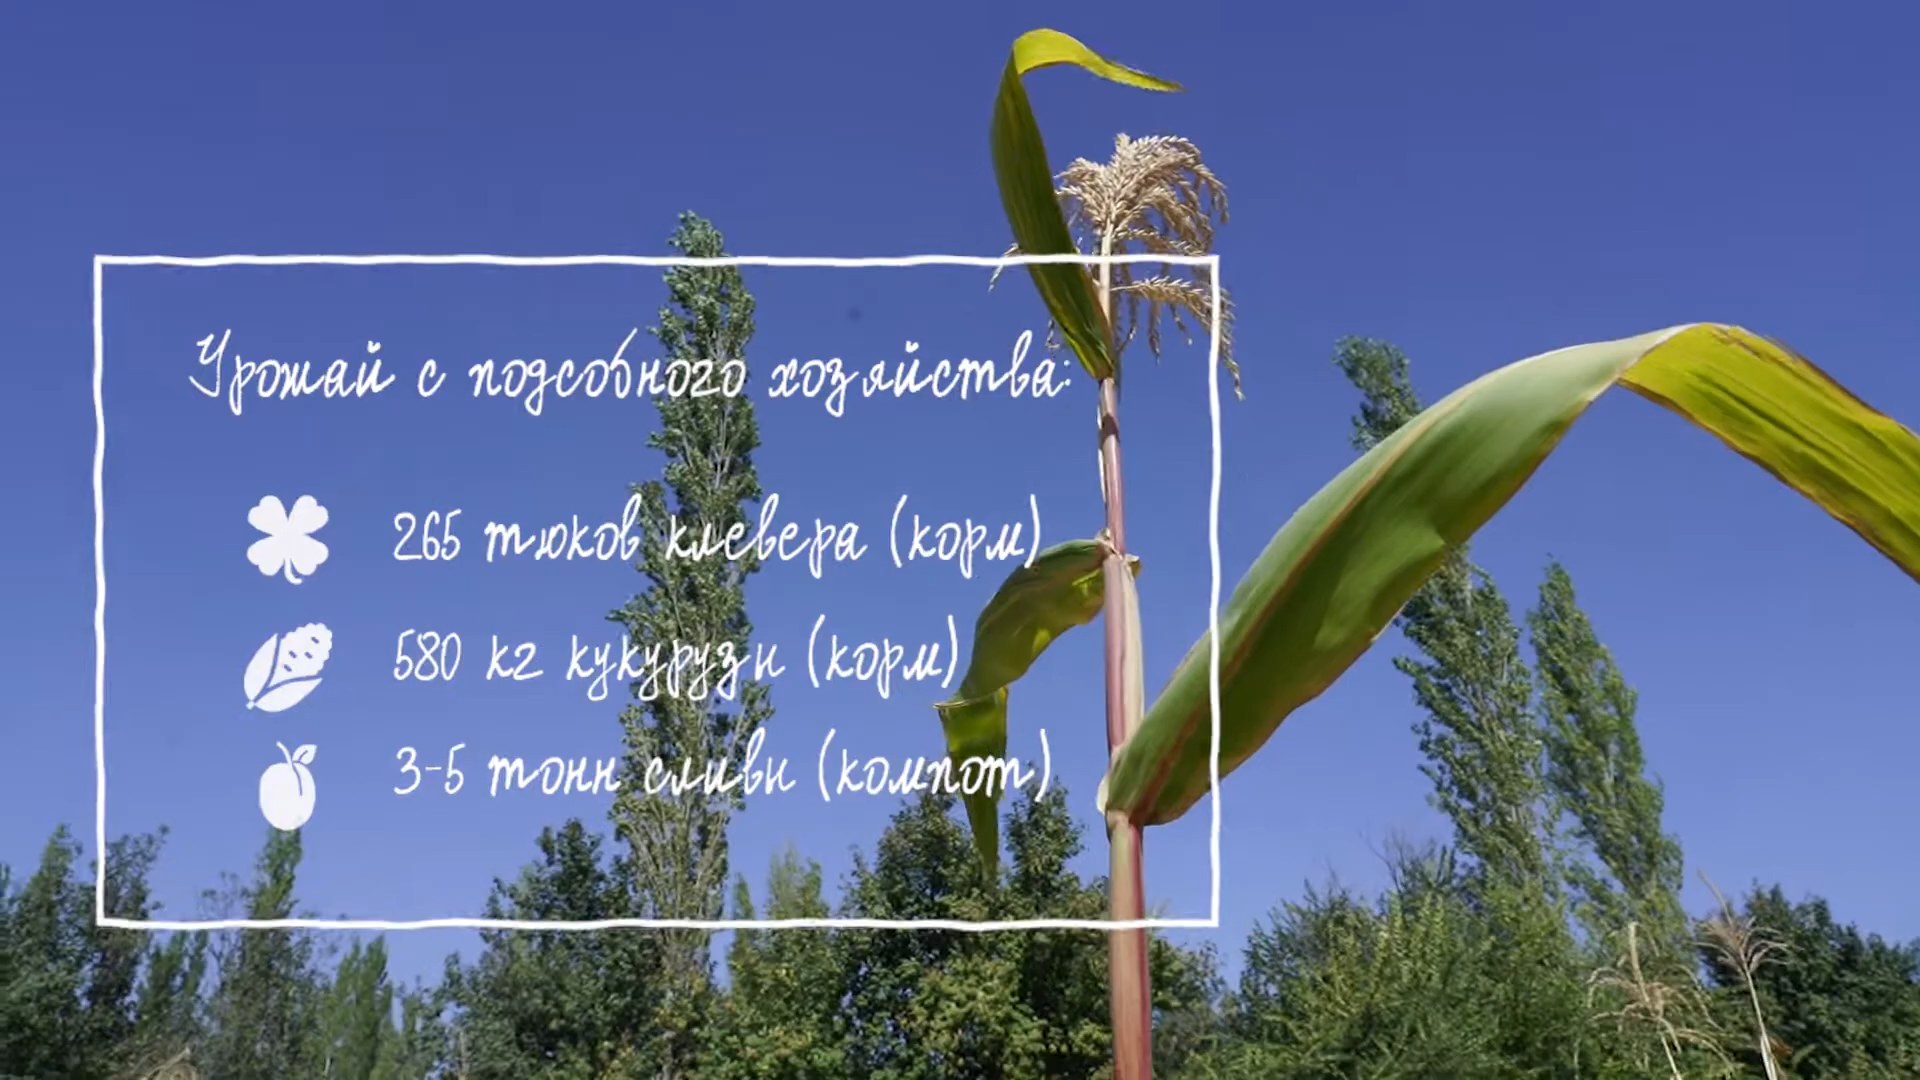 Урожай с подсобного хозяйства:
265 тюков клевера (корм)
580 кг кукурузы (корм)
3-5 тонн сливы (компот)